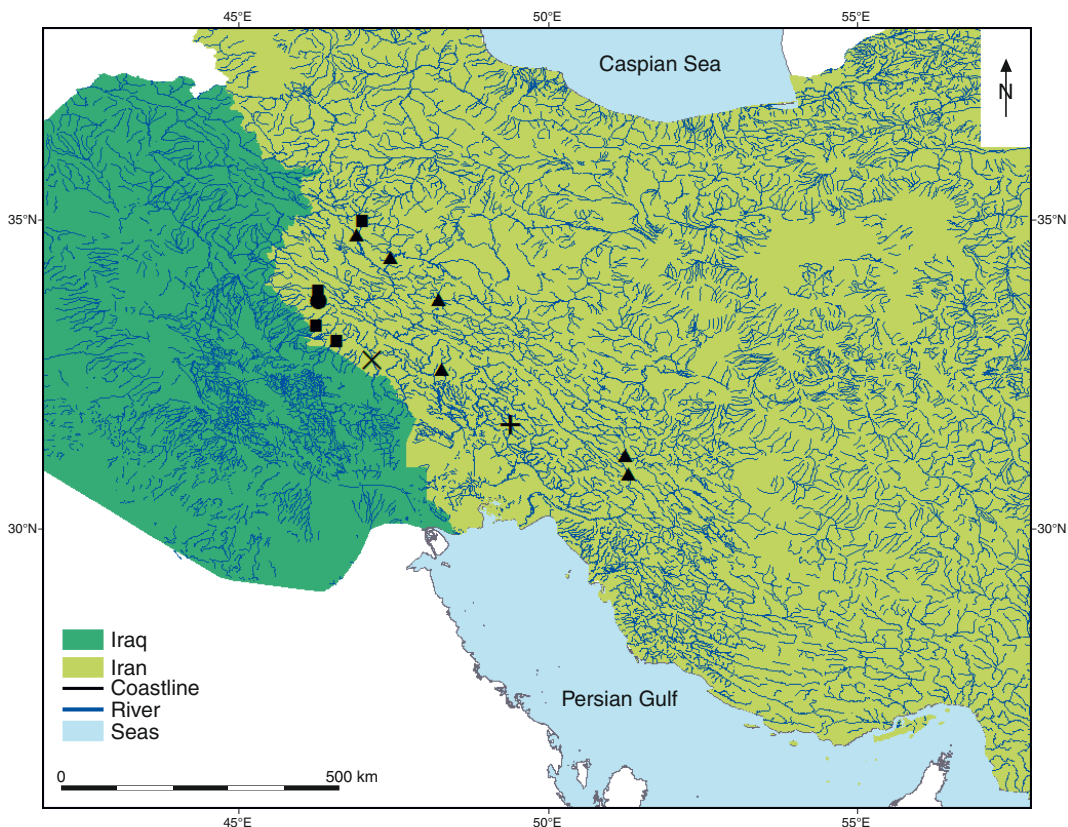 45°E 50°E 55°E
Caspian Sea
N
35°N 35°N
30°N 30°N
Iraq
Iran
Coastline
River
Seas
Persian Gulf
0 500 km
45°E 50°E 55°E